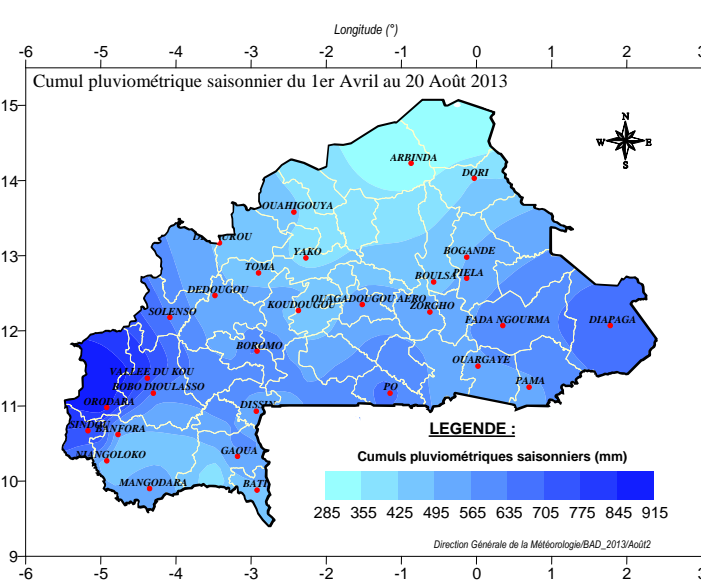 Longitude (°)
-6 -5 -4 -3 -2 -1 0 1 2 3
Cumul pluviométrique saisonnier du 1er Avril au 20 Août 2013
15
N
W E
S
ARBINDA
14
DORI
OUAHIGOUYA
13
YAKO
BOGANDE
TOMA
BOULSA PIELA
DEDOUGOU
KOUDOUGOU OUAGADOUGOU AERO ZORGHO
SOLENSO
FADA NGOURMA DIAPAGA
12
BOROMO
OUARGAYE
VALLEE DU KOU
BOBO DIOULASSO
PO
PAMA
ORODARA
11
DISSIN
SINDOU BANFORA
LEGENDE :
NIANGOLOKO
GAOUA
Cumuls pluviométriques saisonniers (mm)
10
MANGODARA
BATI
285 355 425 495 565 635 705 775 845 915
Direction Générale de la Météorologie/BAD_2013/Août2
9
-6 -5 -4 -3 -2 -1 0 1 2 3